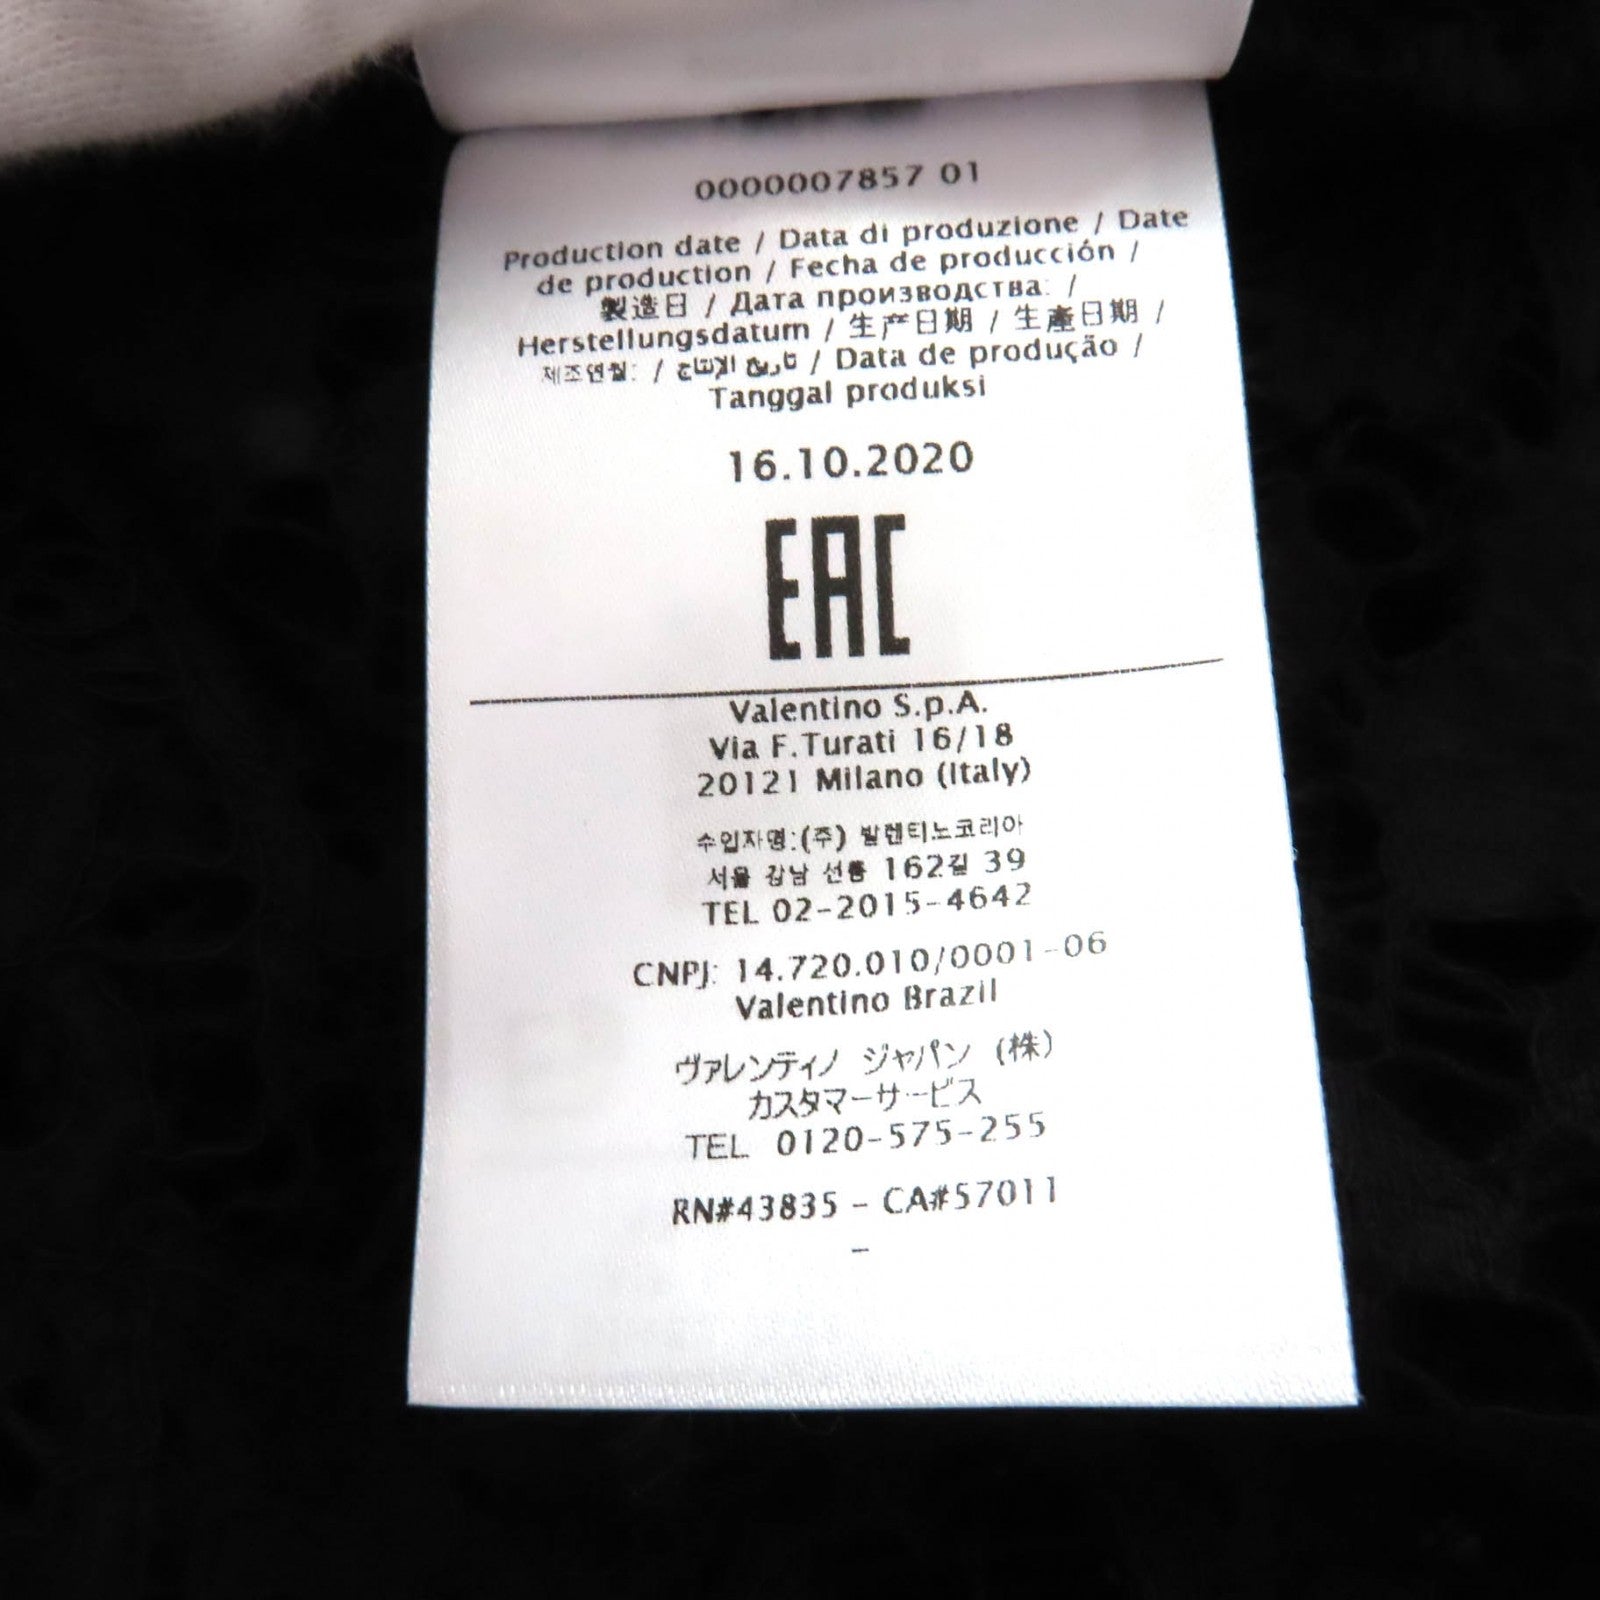 0000007857 01
Production date / Data di produzione / Date
de production / Fecha de producción /
製造日 / Дата производства: /
Herstellungsdatum / 生产日期 / 生產日期 /
제조연월: / تاريخ الإنتاج / Data de produção /
Tanggal produksi
16.10.2020
EAC
Valentino S.p.A.
Via F.Turati 16/18
20121 Milano (Italy)
수입자명:(주) 발렌티노코리아
서울 강남 선릉 162길 39
TEL 02-2015-4642
CNPJ: 14.720.010/0001-06
Valentino Brazil
ヴァレンティノ ジャパン (株)
カスタマーサービス
TEL 0120-575-255
RN#43835 - CA#57011
-